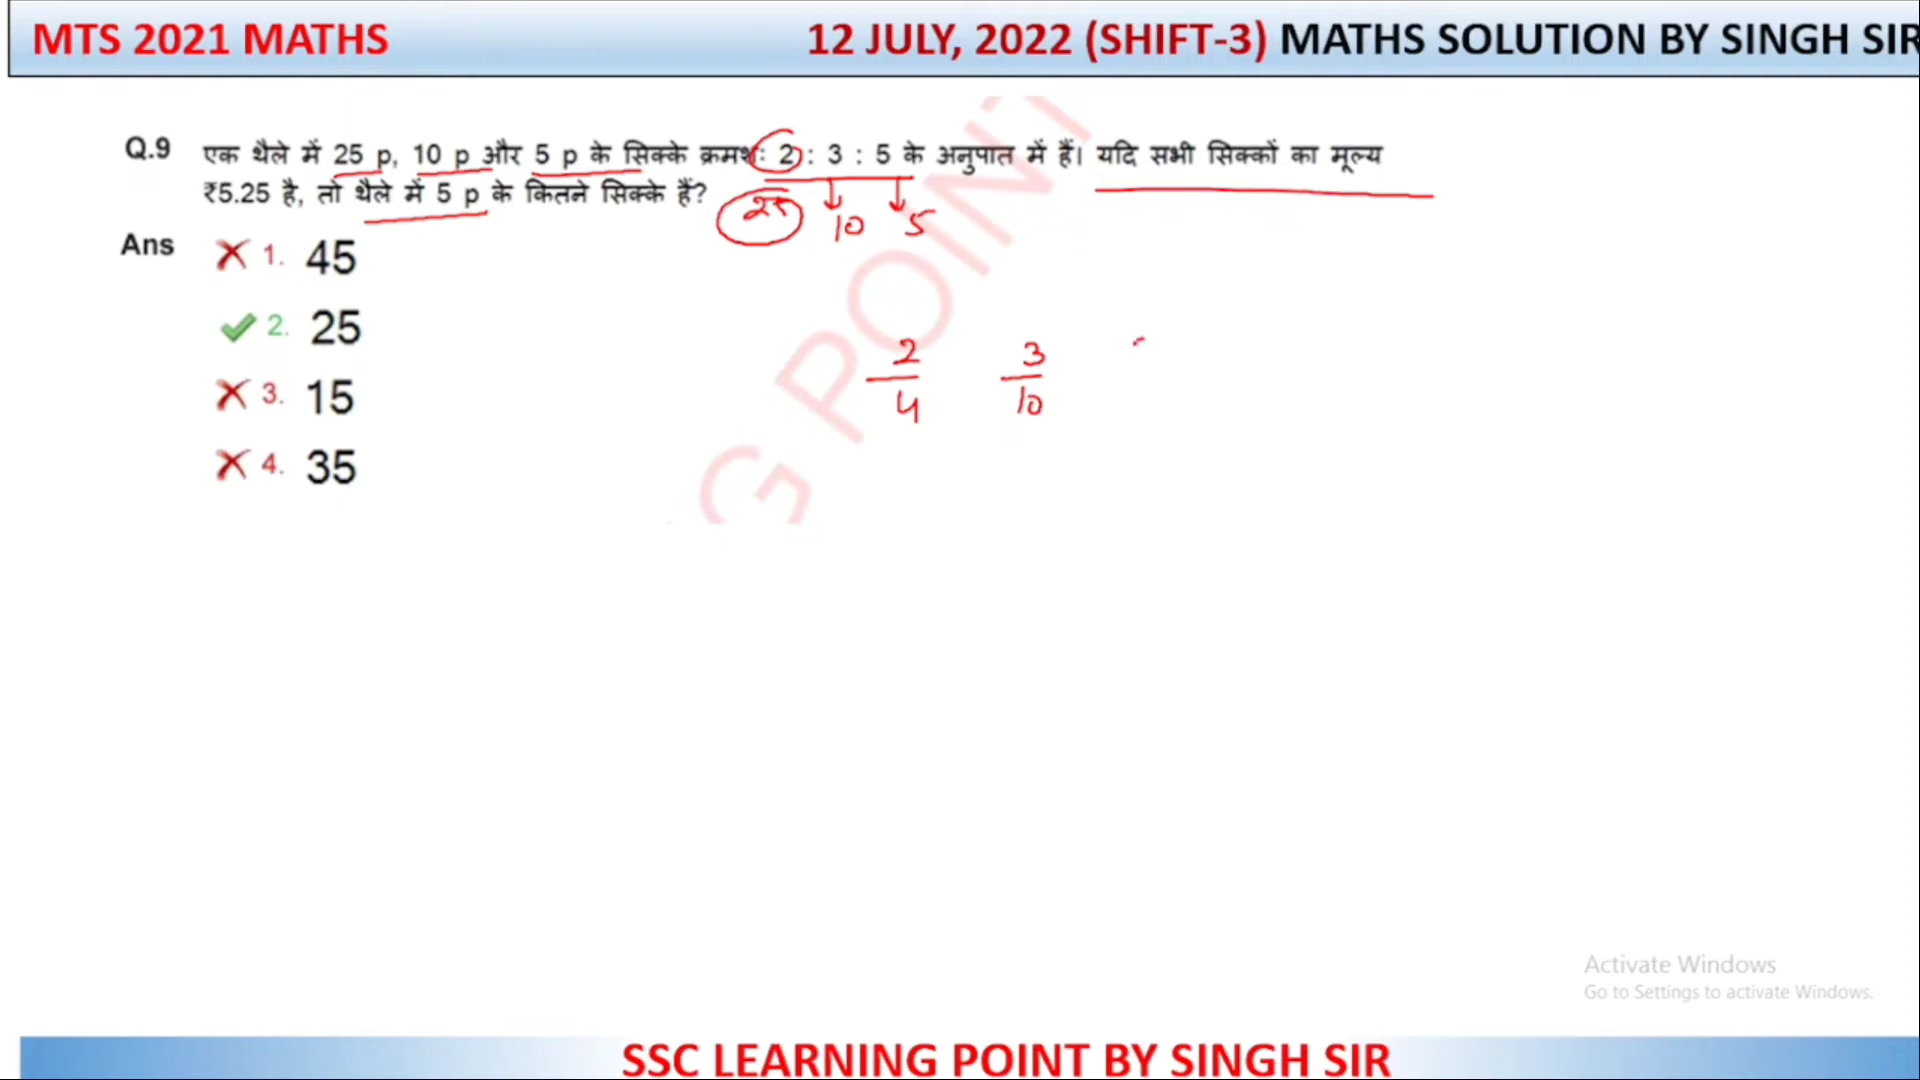 MTS 2021 MATHS
12 JULY, 2022 (SHIFT-3) MATHS SOLUTION BY SINGH SIR
Q.9 एक थैले में 25 p, 10 p और 5 p के सिक्के क्रमशः 2 : 3 : 5 के अनुपात में हैं। यदि सभी सिक्कों का मूल्य
₹5.25 है, तो थैले में 5 p के कितने सिक्के हैं?
25 10 5
Ans
1. 45
2. 25
3. 15
4. 35
2 3
4 10
G POINT
Activate Windows
Go to Settings to activate Windows.
SSC LEARNING POINT BY SINGH SIR